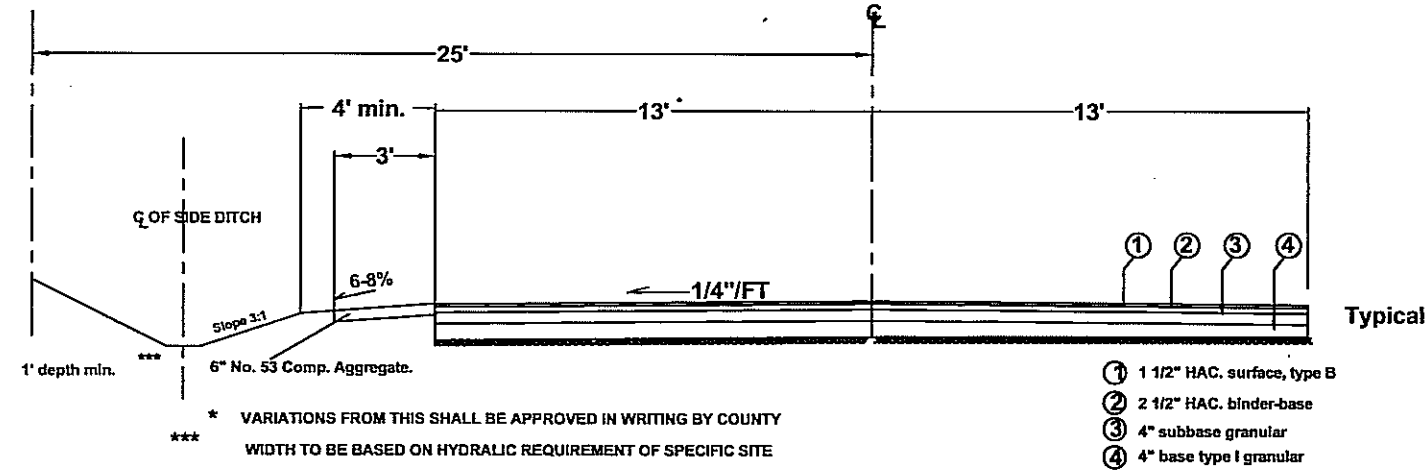 ℄
25'
4' min.
13'
13'
3'
℄ OF SIDE DITCH
① ② ③ ④
6-8%
1/4"/FT
Slope 3:1
Typical
1' depth min.
***
6" No. 53 Comp. Aggregate.
① 1 1/2" HAC. surface, type B
② 2 1/2" HAC. binder-base
③ 4" subbase granular
④ 4" base type I granular
* VARIATIONS FROM THIS SHALL BE APPROVED IN WRITING BY COUNTY
*** WIDTH TO BE BASED ON HYDRALIC REQUIREMENT OF SPECIFIC SITE